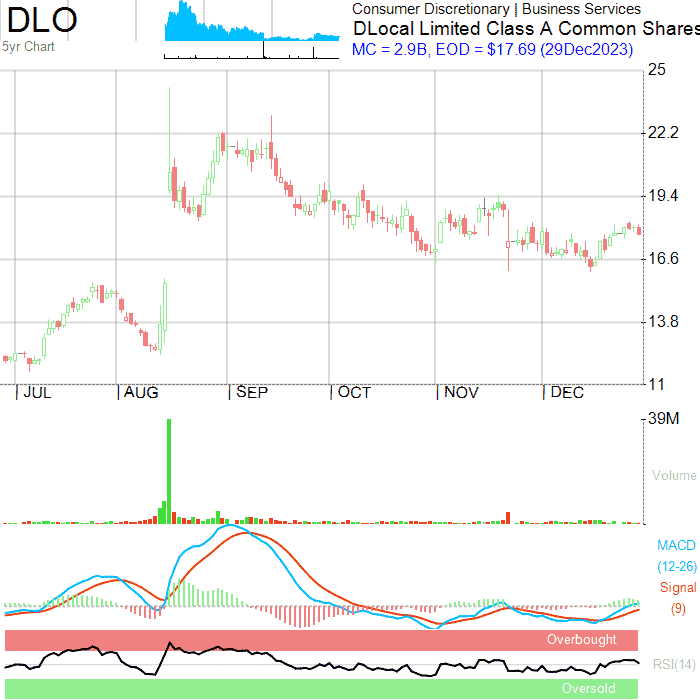 DLO
5yr Chart
Consumer Discretionary | Business Services
DLocal Limited Class A Common Shares
MC = 2.9B, EOD = $17.69 (29Dec2023)
25
22.2
19.4
16.6
13.8
11
JUL AUG SEP OCT NOV DEC
39M
Volume
MACD
(12-26)
Signal
(9)
Overbought
RSI(14)
Oversold